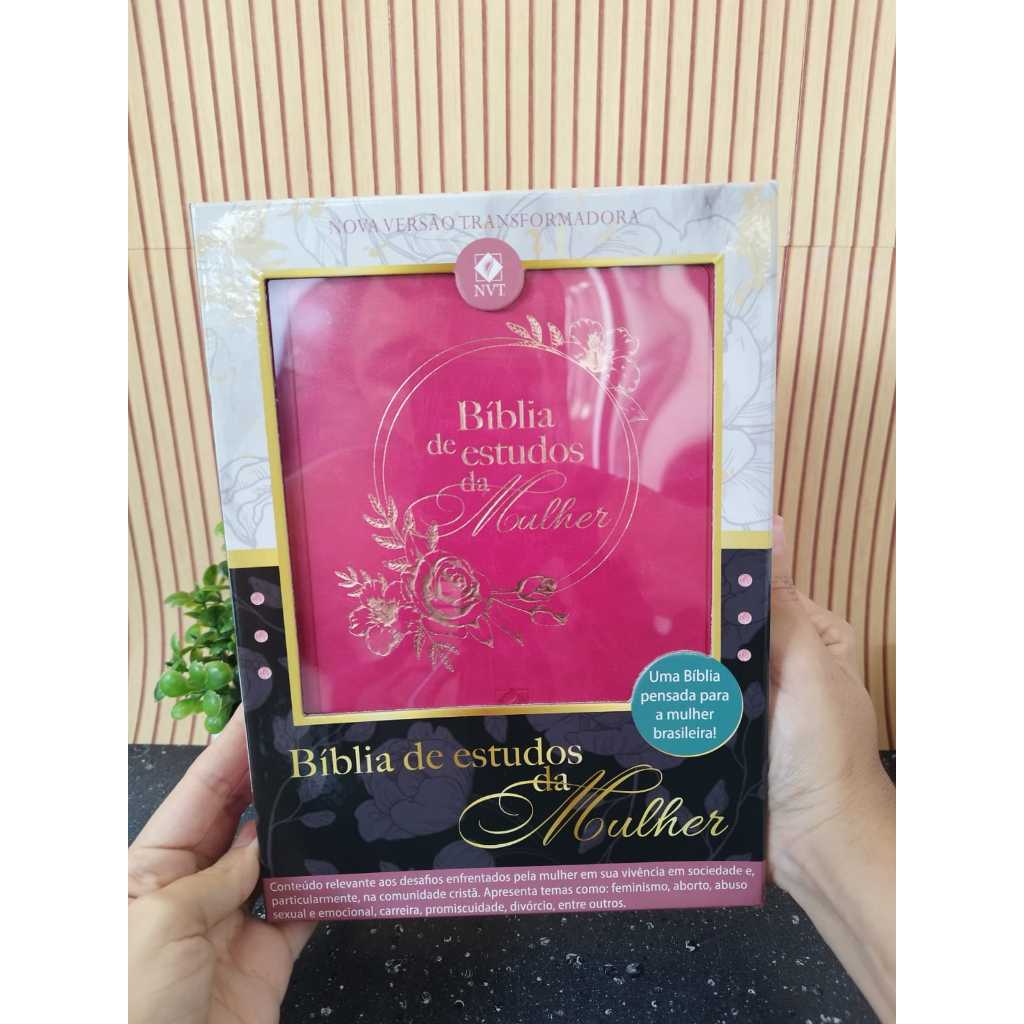 NOVA VERSÃO TRANSFORMADORA
NVT
Bíblia
de estudos
da
Mulher
Uma Bíblia
pensada para
a mulher
brasileira!
Bíblia de estudos
da
Mulher
Conteúdo relevante aos desafios enfrentados pela mulher em sua vivência em sociedade e,
particularmente, na comunidade cristã. Apresenta temas como: feminismo, aborto, abuso
sexual e emocional, carreira, promiscuidade, divórcio, entre outros.